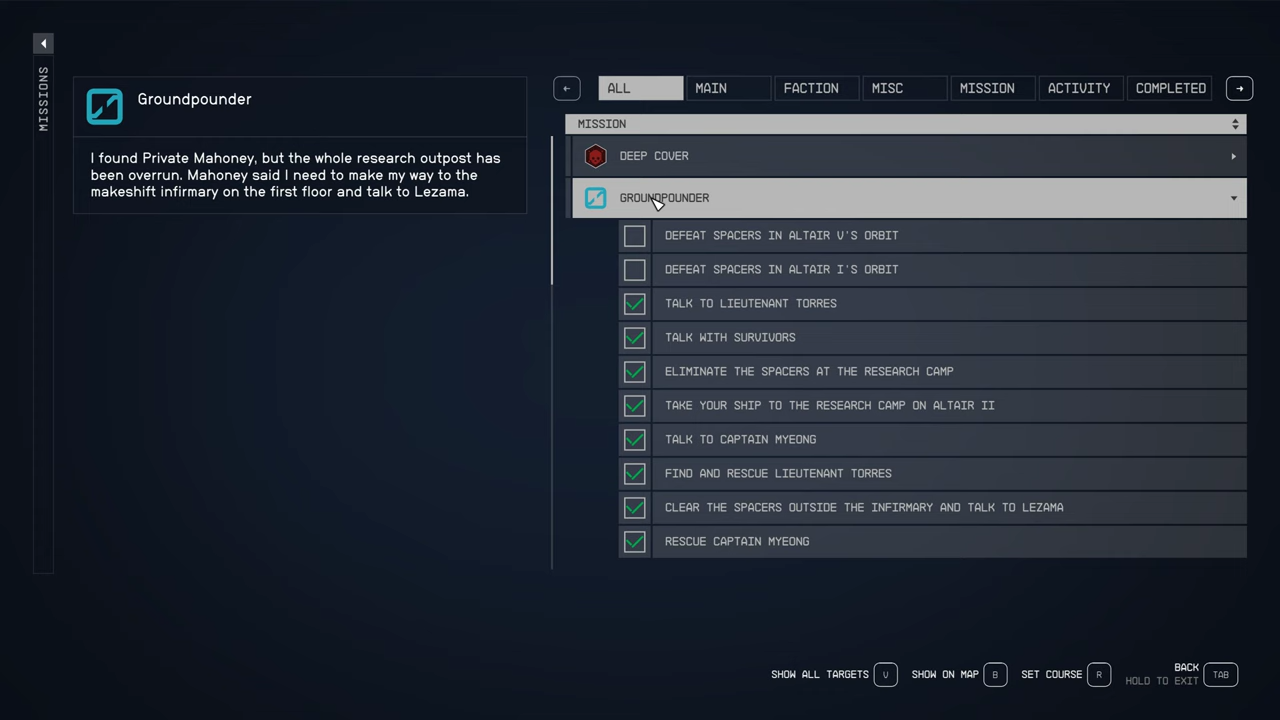 MISSIONS
Groundpounder
I found Private Mahoney, but the whole research outpost has
been overrun. Mahoney said I need to make my way to the
makeshift infirmary on the first floor and talk to Lezama.
ALL MAIN FACTION MISC MISSION ACTIVITY COMPLETED
MISSION
DEEP COVER
GROUNDPOUNDER
DEFEAT SPACERS IN ALTAIR V'S ORBIT
DEFEAT SPACERS IN ALTAIR I'S ORBIT
TALK TO LIEUTENANT TORRES
TALK WITH SURVIVORS
ELIMINATE THE SPACERS AT THE RESEARCH CAMP
TAKE YOUR SHIP TO THE RESEARCH CAMP ON ALTAIR II
TALK TO CAPTAIN MYEONG
FIND AND RESCUE LIEUTENANT TORRES
CLEAR THE SPACERS OUTSIDE THE INFIRMARY AND TALK TO LEZAMA
RESCUE CAPTAIN MYEONG
SHOW ALL TARGETS V SHOW ON MAP B SET COURSE R BACK TAB
HOLD TO EXIT